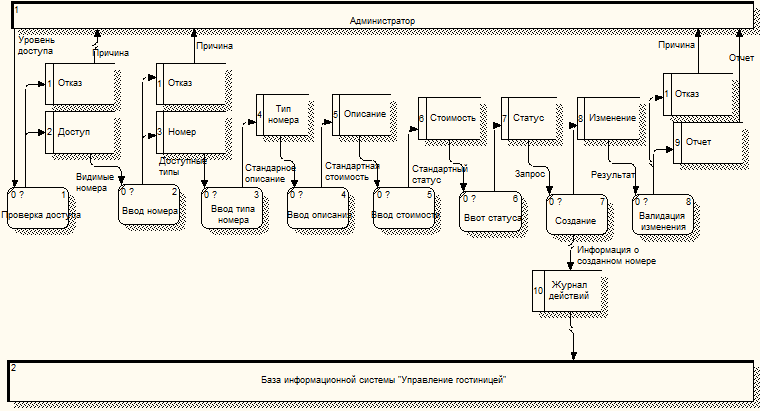 1
Администратор
Уровень
доступа
Причина
Причина
Причина
Отчет
1 Отказ
1 Отказ
1 Отказ
2 Доступ
3 Номер
4 Тип
номера
5 Описание
6 Стоимость
7 Статус
8 Изменение
9 Отчет
Видимые
номера
Доступные
типы
Стандарное
описание
Стандартная
стоимость
Стандартный
статус
Запрос
Результат
0 ? 1
Проверка доступа
0 ? 2
Ввод номера
0 ? 3
Ввод типа
номера
0 ? 4
Ввод описания
0 ? 5
Ввод стоимости
0 ? 6
Ввот статуса
0 ? 7
Создание
0 ? 8
Валидация
изменения
Информация о
созданном номере
10 Журнал
действий
2
База информационной системы "Управление гостиницей"